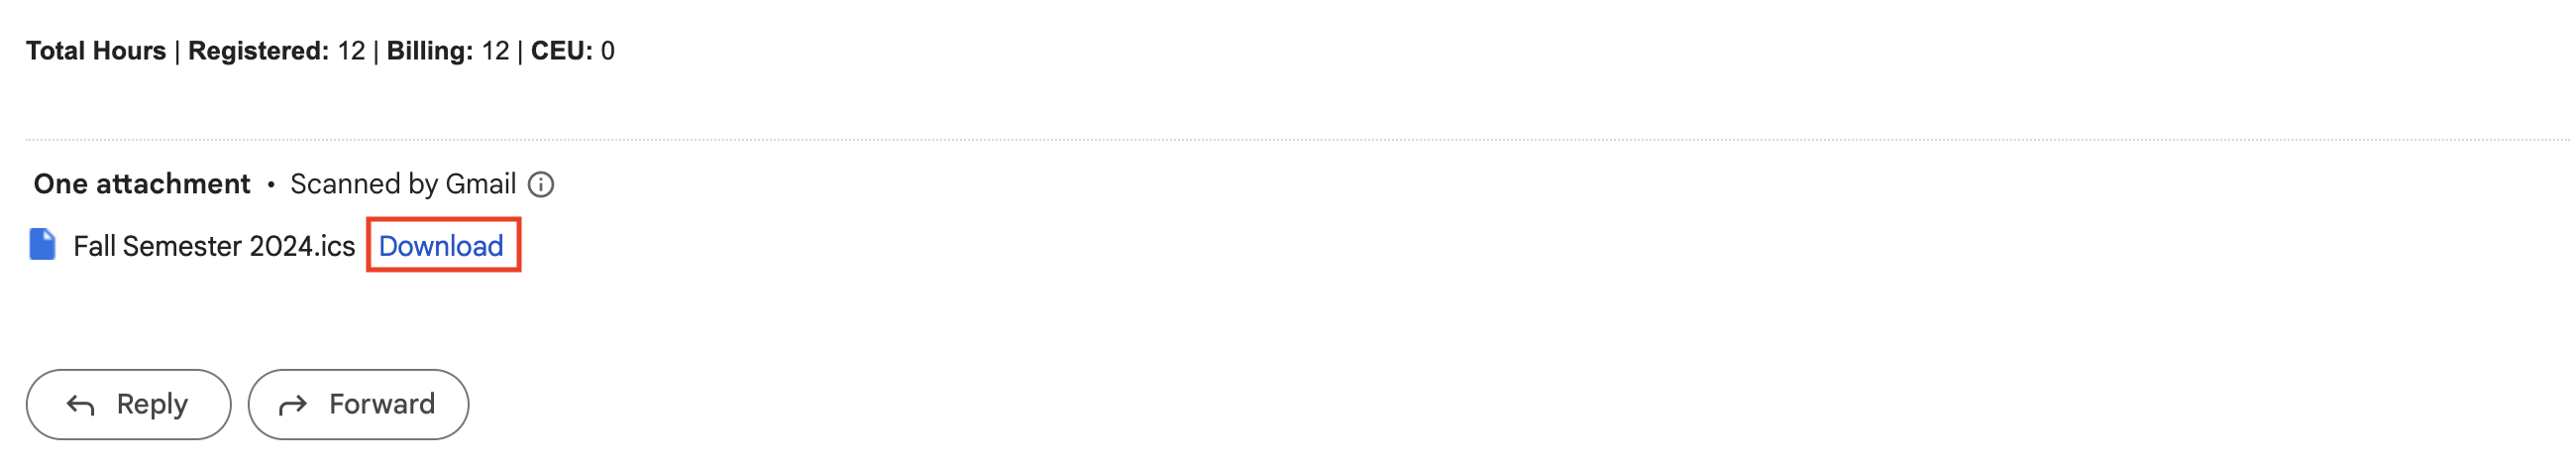 Total Hours | Registered: 12 | Billing: 12 | CEU: 0
One attachment • Scanned by Gmail
Fall Semester 2024.ics Download
Reply Forward